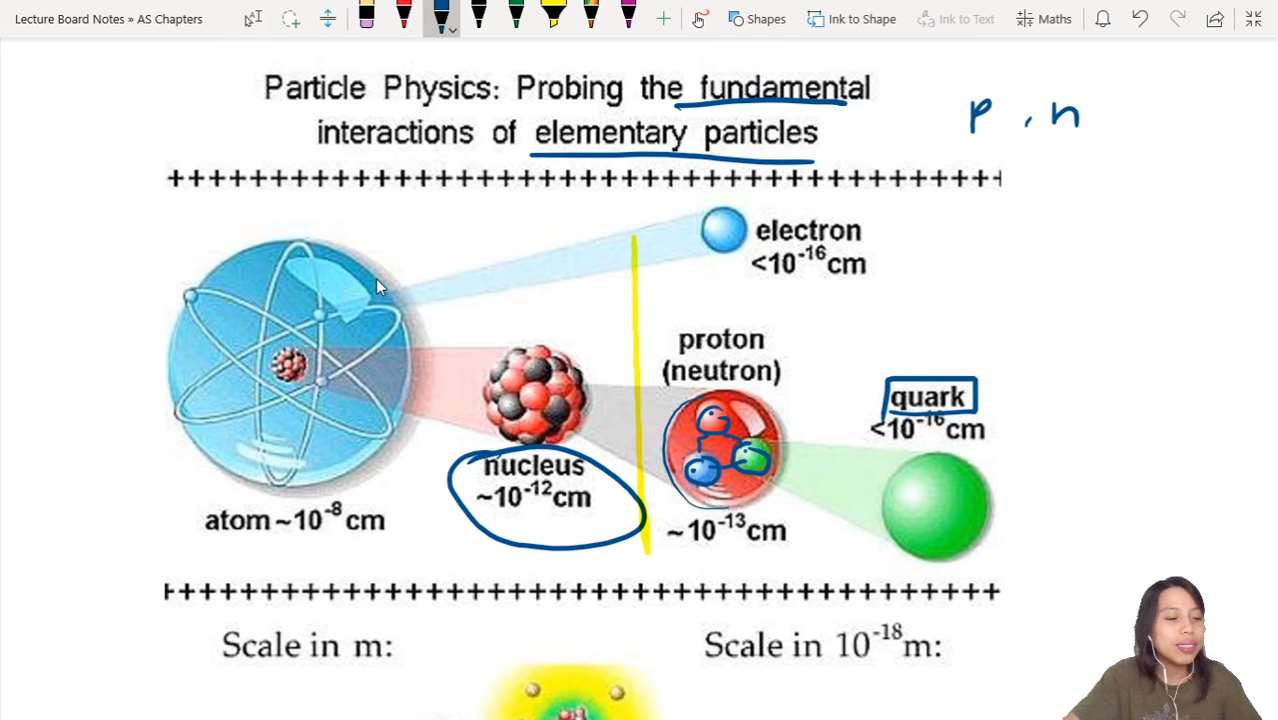 Lecture Board Notes » AS Chapters
Shapes
Ink to Shape
Ink to Text
Maths
Particle Physics: Probing the fundamental
interactions of elementary particles
p , n
+++++++++++++++++++++++++++++++++++++++++
electron
<10⁻¹⁶cm
proton
(neutron)
quark
<10⁻¹⁶cm
nucleus
~10⁻¹²cm
atom ~10⁻⁸ cm
~10⁻¹³cm
+++++++++++++++++++++++++++++++++++++++++
Scale in m:
Scale in 10⁻¹⁸m: